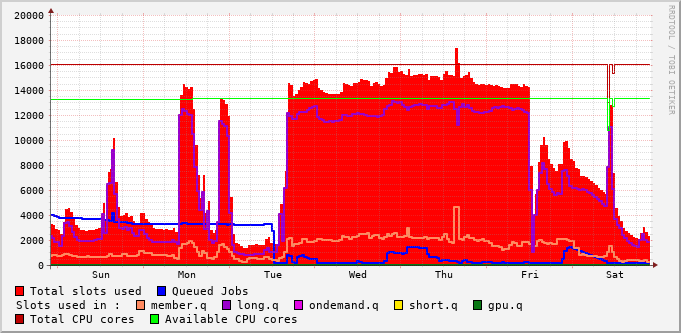 20000
18000
16000
14000
12000
10000
8000
6000
4000
2000
0
Sun Mon Tue Wed Thu Fri Sat
RRDTOOL / TOBI OETIKER
Total slots used Queued Jobs
Slots used in : member.q long.q ondemand.q short.q gpu.q
Total CPU cores Available CPU cores